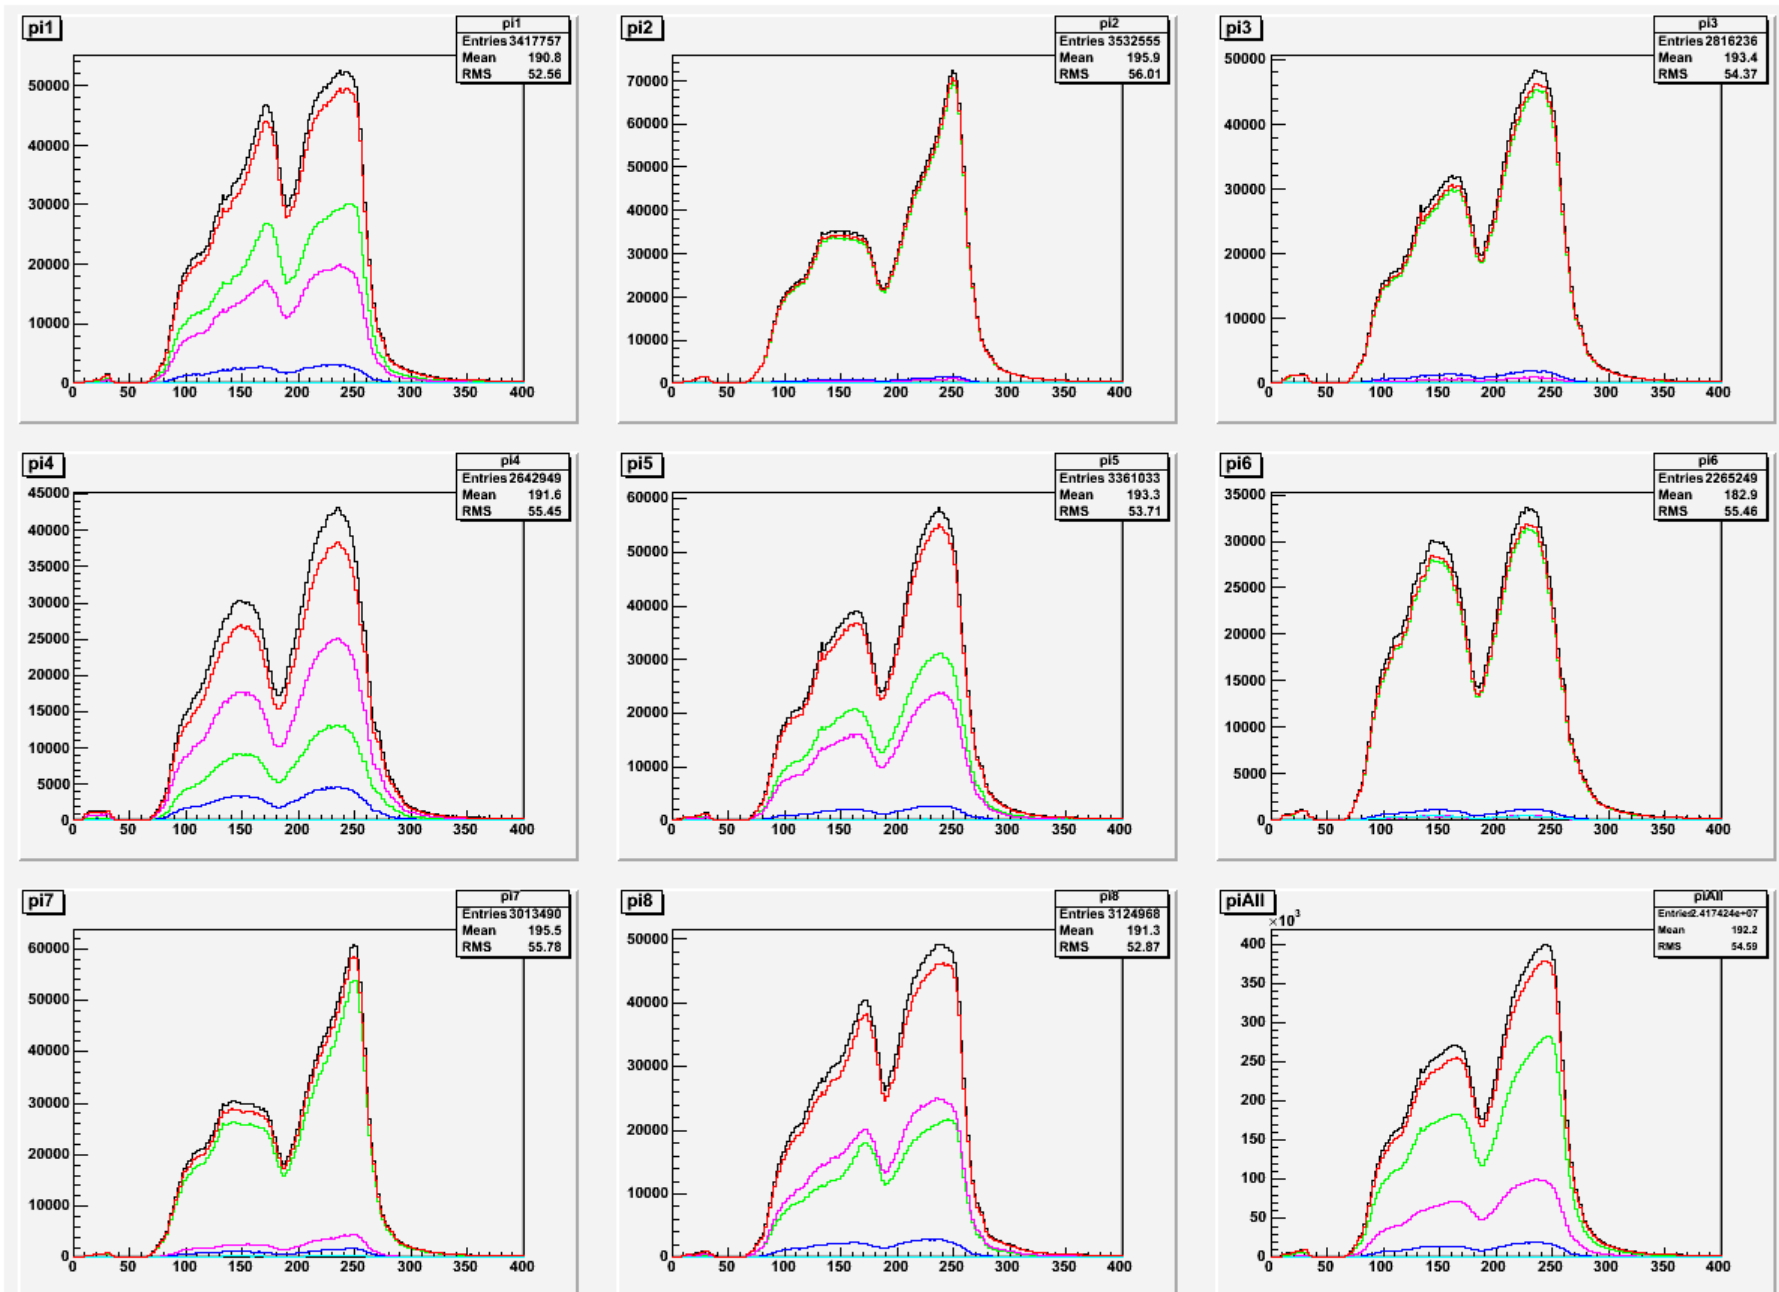 pi1
pi1
Entries 3417757
Mean 190.8
RMS 52.56
50000
40000
30000
20000
10000
0
0 50 100 150 200 250 300 350 400
pi2
pi2
Entries 3532555
Mean 195.9
RMS 56.01
70000
60000
50000
40000
30000
20000
10000
0
0 50 100 150 200 250 300 350 400
pi3
pi3
Entries 2816236
Mean 193.4
RMS 54.37
50000
40000
30000
20000
10000
0
0 50 100 150 200 250 300 350 400
pi4
pi4
Entries 2642949
Mean 191.6
RMS 55.45
45000
40000
35000
30000
25000
20000
15000
10000
5000
0
0 50 100 150 200 250 300 350 400
pi5
pi5
Entries 3361033
Mean 193.3
RMS 53.71
60000
50000
40000
30000
20000
10000
0
0 50 100 150 200 250 300 350 400
pi6
pi6
Entries 2265249
Mean 182.9
RMS 55.46
35000
30000
25000
20000
15000
10000
5000
0
0 50 100 150 200 250 300 350 400
pi7
pi7
Entries 3013490
Mean 195.5
RMS 55.78
60000
50000
40000
30000
20000
10000
0
0 50 100 150 200 250 300 350 400
pi8
pi8
Entries 3124968
Mean 191.3
RMS 52.87
50000
40000
30000
20000
10000
0
0 50 100 150 200 250 300 350 400
piAll
piAll
Entries 2.417424e+07
Mean 192.2
RMS 54.59
×10³
400
350
300
250
200
150
100
50
0
0 50 100 150 200 250 300 350 400